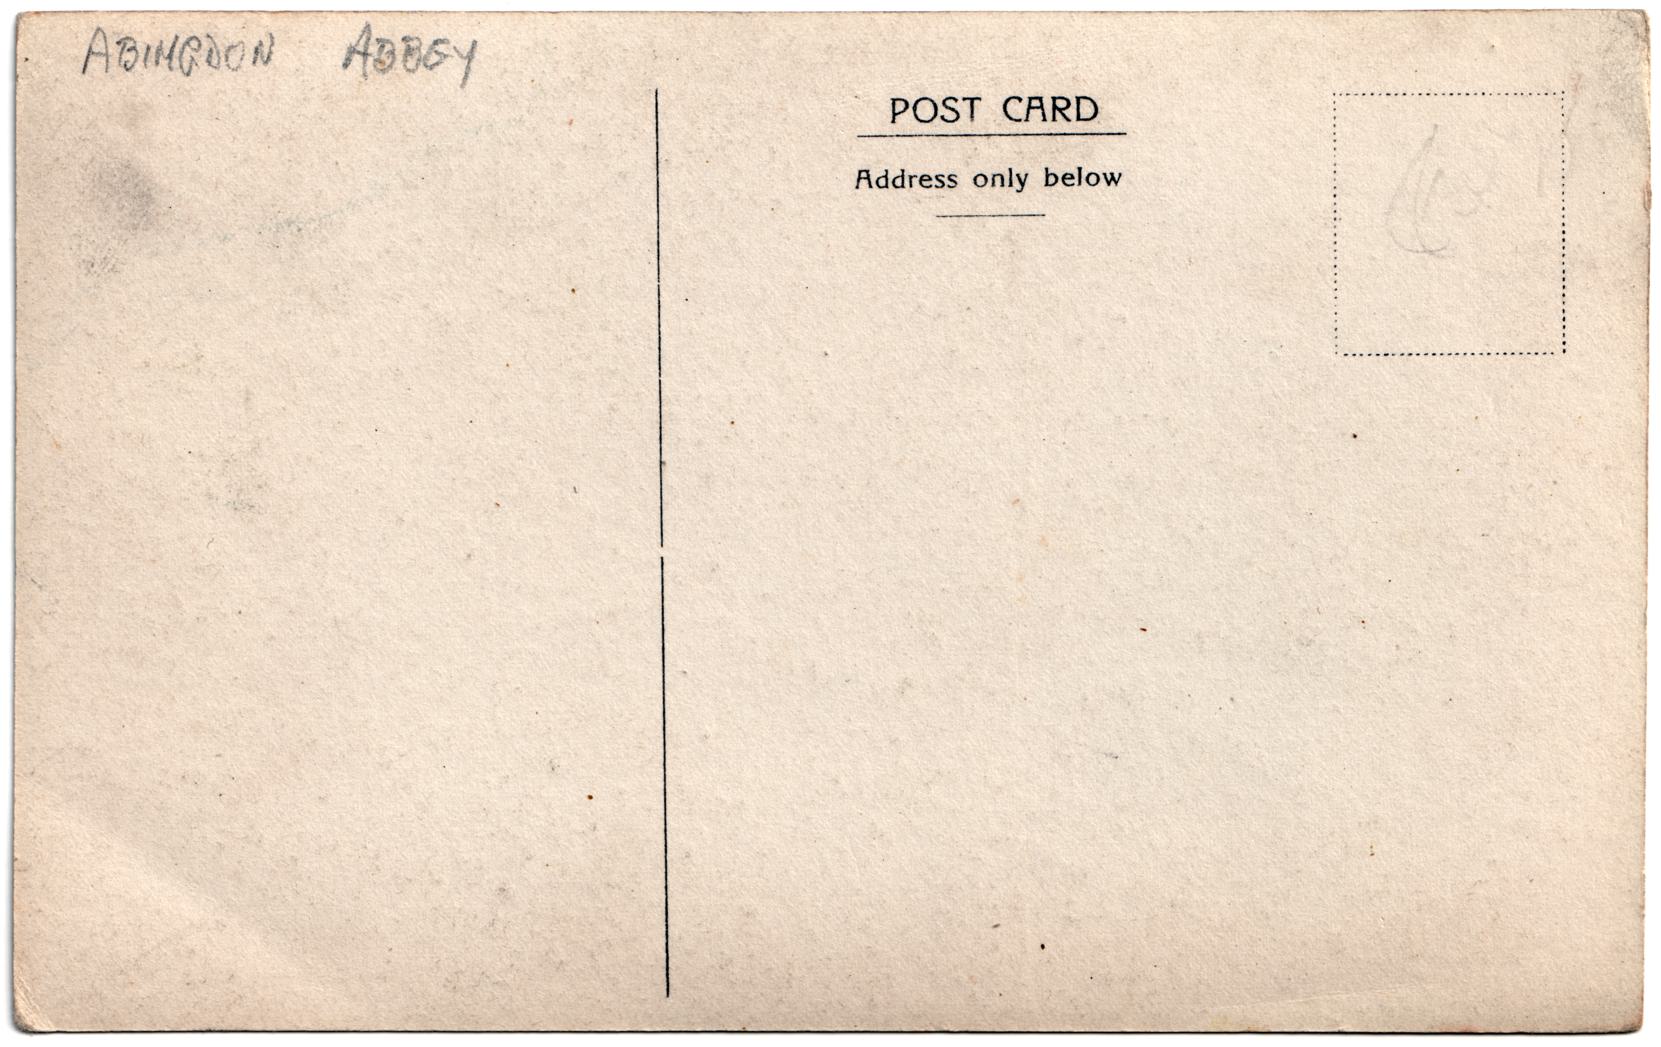 ABINGDON ABBEY
POST CARD
Address only below